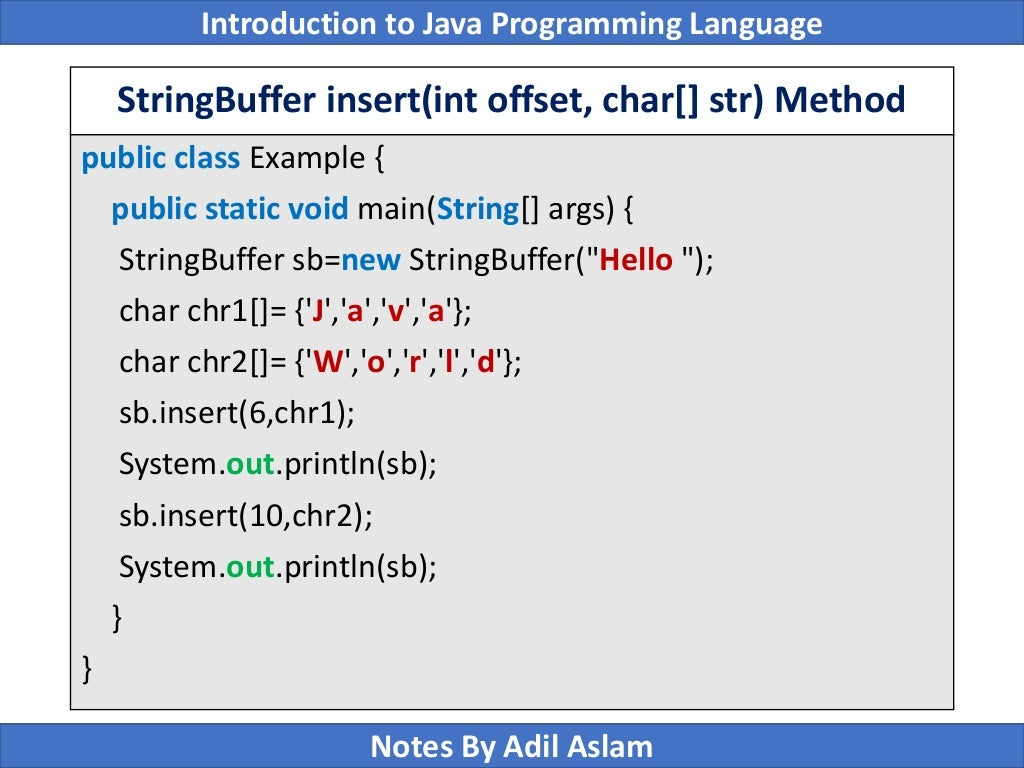 Introduction to Java Programming Language
StringBuffer insert(int offset, char[] str) Method
public class Example {
public static void main(String[] args) {
StringBuffer sb=new StringBuffer("Hello ");
char chr1[]= {'J','a','v','a'};
char chr2[]= {'W','o','r','l','d'};
sb.insert(6,chr1);
System.out.println(sb);
sb.insert(10,chr2);
System.out.println(sb);
}
}
Notes By Adil Aslam